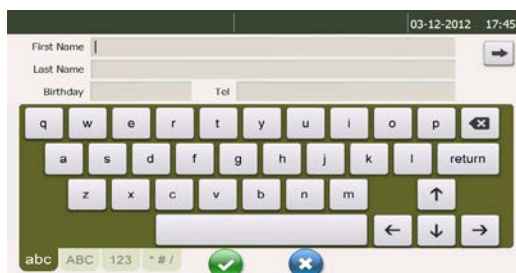 03-12-2012 17:45
First Name
Last Name
Birthday Tel
q w e r t y u i o p
a s d f g h j k l return
z x c v b n m
abc ABC 123 * # /